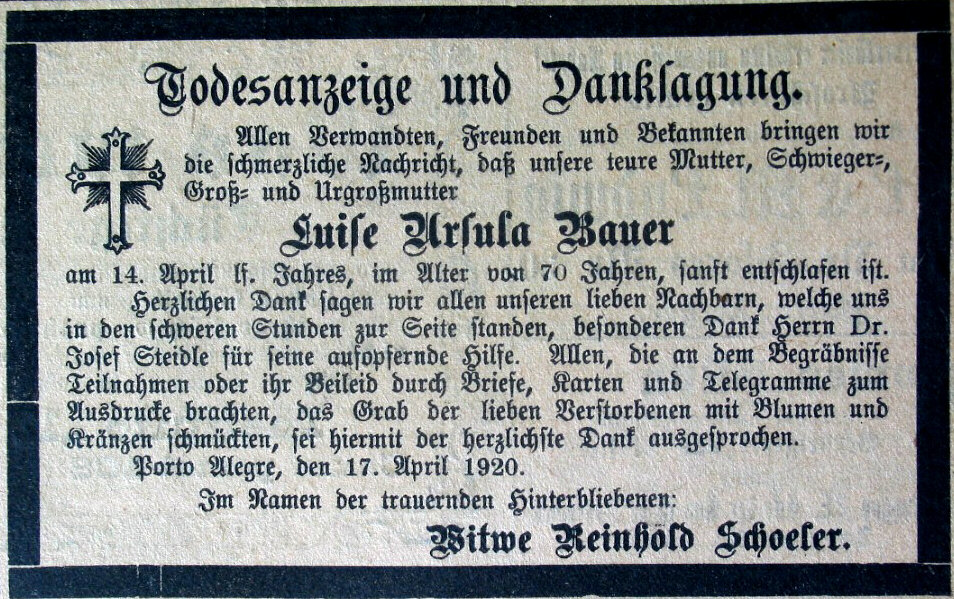 Todesanzeige und Danksagung.
Allen Verwandten, Freunden und Bekannten bringen wir
die schmerzliche Nachricht, daß unsere teure Mutter, Schwieger-,
Groß- und Urgroßmutter
Luise Ursula Bauer
am 14. April lf. Jahres, im Alter von 70 Jahren, sanft entschlafen ist.
Herzlichen Dank sagen wir allen unseren lieben Nachbarn, welche uns
in den schweren Stunden zur Seite standen, besonderen Dank Herrn Dr.
Josef Steidle für seine aufopfernde Hilfe. Allen, die an dem Begräbnisse
Teilnahmen oder ihr Beileid durch Briefe, Karten und Telegramme zum
Ausdrucke brachten, das Grab der lieben Verstorbenen mit Blumen und
Kränzen schmückten, sei hiermit der herzlichste Dank ausgesprochen.
Porto Alegre, den 17. April 1920.
Im Namen der trauernden Hinterbliebenen:
Witwe Reinhold Schoeler.